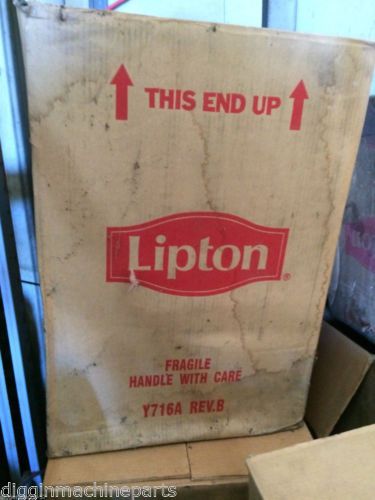 THIS END UP
Lipton®
FRAGILE
HANDLE WITH CARE
Y716A REV.B
digginmachineparts